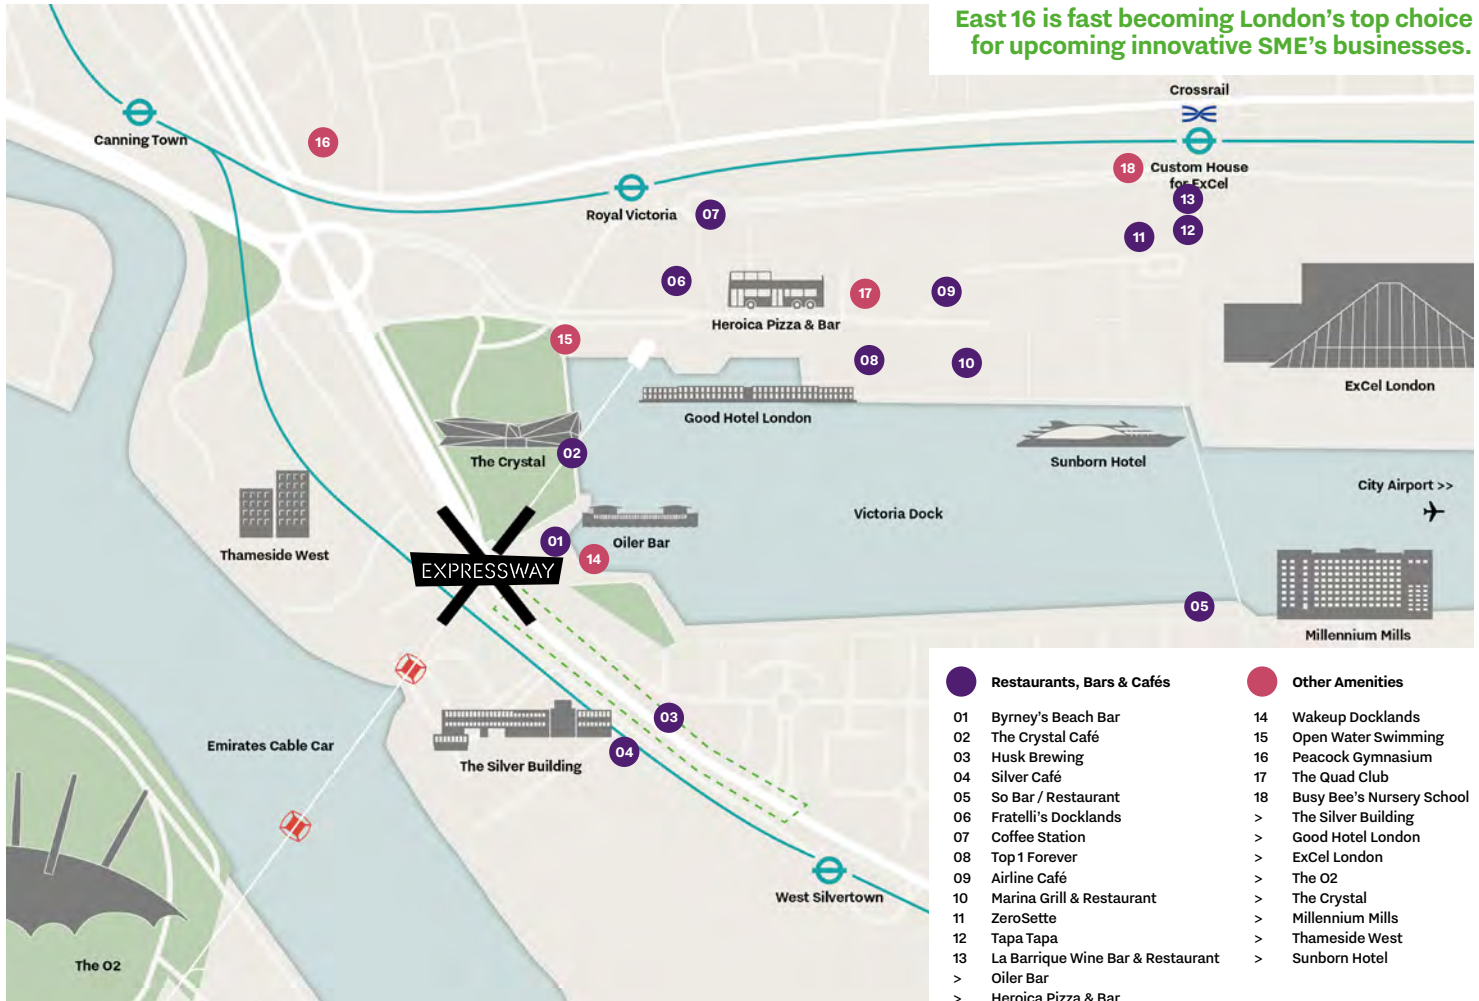 East 16 is fast becoming London's top choice
for upcoming innovative SME's businesses.
Crossrail
Canning Town
16
18
Custom House
for ExCel
13
Royal Victoria
07
12
11
06
17
09
Heroica Pizza & Bar
15
08
10
ExCel London
Good Hotel London
02
The Crystal
Sunborn Hotel
City Airport >>
Victoria Dock
Thameside West
01
Oiler Bar
14
EXPRESSWAY
05
Millennium Mills
03
Emirates Cable Car
04
The Silver Building
West Silvertown
The O2
Restaurants, Bars & Cafés
01 Byrney's Beach Bar
02 The Crystal Café
03 Husk Brewing
04 Silver Café
05 So Bar / Restaurant
06 Fratelli's Docklands
07 Coffee Station
08 Top 1 Forever
09 Airline Café
10 Marina Grill & Restaurant
11 ZeroSette
12 Tapa Tapa
13 La Barrique Wine Bar & Restaurant
> Oiler Bar
> Heroica Pizza & Bar
Other Amenities
14 Wakeup Docklands
15 Open Water Swimming
16 Peacock Gymnasium
17 The Quad Club
18 Busy Bee's Nursery School
> The Silver Building
> Good Hotel London
> ExCel London
> The O2
> The Crystal
> Millennium Mills
> Thameside West
> Sunborn Hotel